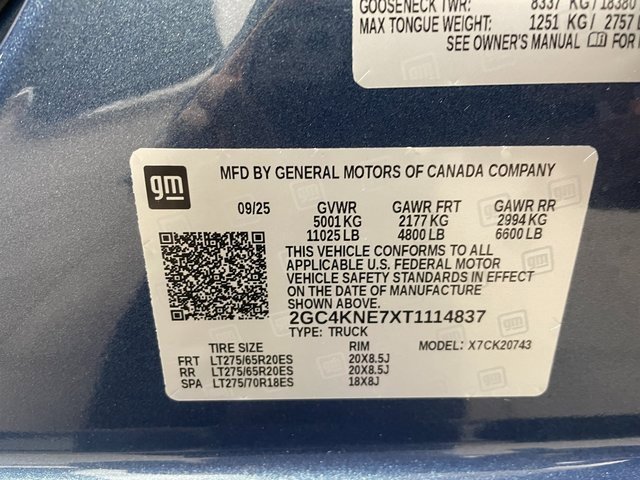 GOOSENECK TWR: 8337 KG/18380
MAX TONGUE WEIGHT: 1251 KG/ 2757
SEE OWNER'S MANUAL FOR
gm
MFD BY GENERAL MOTORS OF CANADA COMPANY
09/25 GVWR GAWR FRT GAWR RR
5001 KG 2177 KG 2994 KG
11025 LB 4800 LB 6600 LB
THIS VEHICLE CONFORMS TO ALL
APPLICABLE U.S. FEDERAL MOTOR
VEHICLE SAFETY STANDARDS IN EFFECT
ON THE DATE OF MANUFACTURE
SHOWN ABOVE.
2GC4KNE7XT1114837
TYPE: TRUCK MODEL: X7CK20743
TIRE SIZE RIM
FRT LT275/65R20ES 20X8.5J
RR LT275/65R20ES 20X8.5J
SPA LT275/70R18ES 18X8J